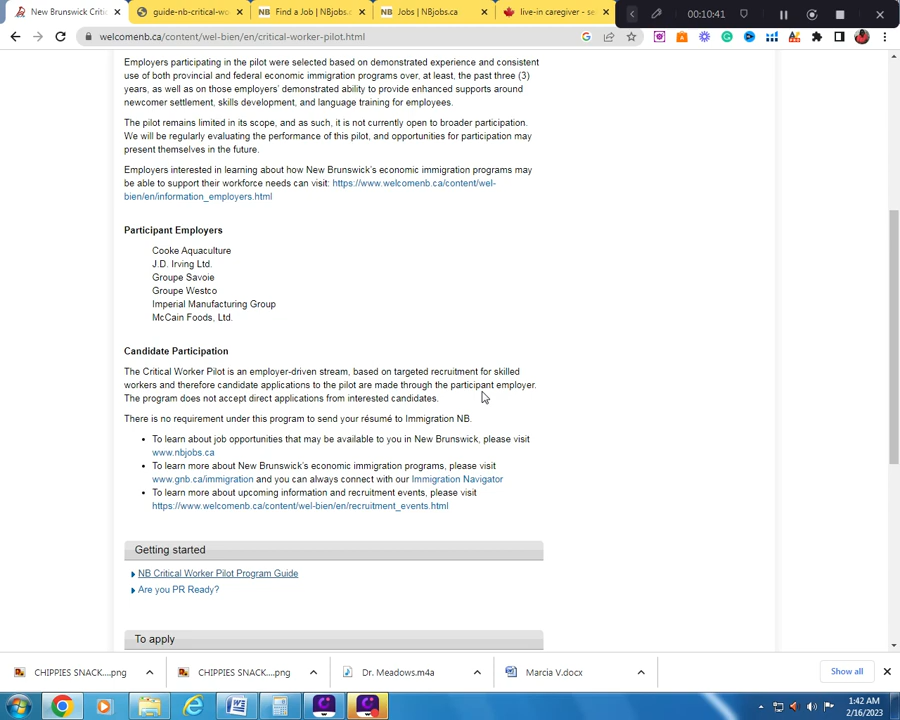 New Brunswick Critic
guide-nb-critical-wo
NB Find a Job | NBjobs.c
NB Jobs | NBjobs.ca
live-in caregiver - se
00:10:41
welcomenb.ca/content/wel-bien/en/critical-worker-pilot.html
Employers participating in the pilot were selected based on demonstrated experience and consistent
use of both provincial and federal economic immigration programs over, at least, the past three (3)
years, as well as on those employers' demonstrated ability to provide enhanced supports around
newcomer settlement, skills development, and language training for employees.
The pilot remains limited in its scope, and as such, it is not currently open to broader participation.
We will be regularly evaluating the performance of this pilot, and opportunities for participation may
present themselves in the future.
Employers interested in learning about how New Brunswick's economic immigration programs may
be able to support their workforce needs can visit: https://www.welcomenb.ca/content/wel-
bien/en/information_employers.html
Participant Employers
Cooke Aquaculture
J.D. Irving Ltd.
Groupe Savoie
Groupe Westco
Imperial Manufacturing Group
McCain Foods, Ltd.
Candidate Participation
The Critical Worker Pilot is an employer-driven stream, based on targeted recruitment for skilled
workers and therefore candidate applications to the pilot are made through the participant employer.
The program does not accept direct applications from interested candidates.
There is no requirement under this program to send your résumé to Immigration NB.
• To learn about job opportunities that may be available to you in New Brunswick, please visit
www.nbjobs.ca
• To learn more about New Brunswick's economic immigration programs, please visit
www.gnb.ca/immigration and you can always connect with our Immigration Navigator
• To learn more about upcoming information and recruitment events, please visit
https://www.welcomenb.ca/content/wel-bien/en/recruitment_events.html
Getting started
NB Critical Worker Pilot Program Guide
Are you PR Ready?
To apply
CHIPPIES SNACK....png
CHIPPIES SNACK....png
Dr. Meadows.m4a
Marcia V.docx
Show all
1:42 AM
2/16/2023